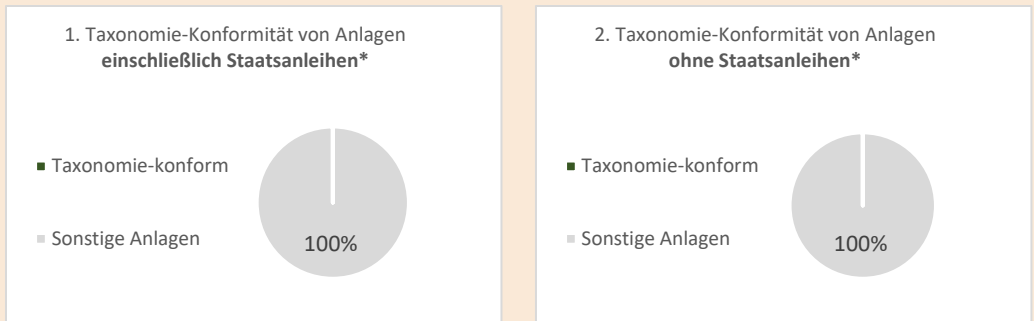 1. Taxonomie-Konformität von Anlagen
einschließlich Staatsanleihen*
Taxonomie-konform
Sonstige Anlagen
100%
2. Taxonomie-Konformität von Anlagen
ohne Staatsanleihen*
Taxonomie-konform
Sonstige Anlagen
100%